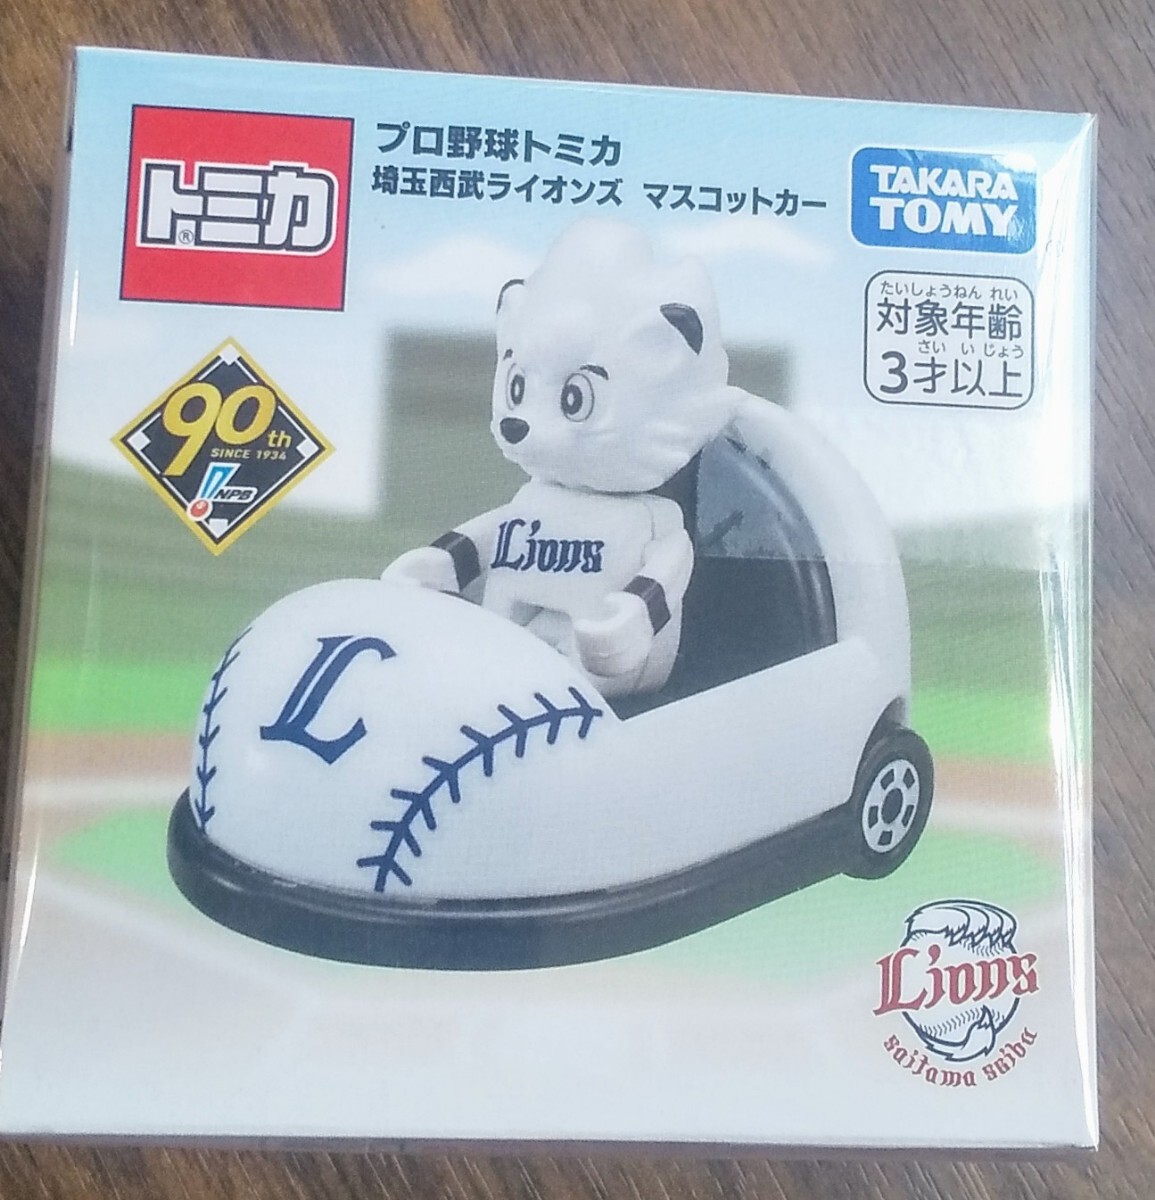 トミカ
®
プロ野球トミカ
埼玉西武ライオンズ マスコットカー
TAKARA
TOMY
たいしょうねん れい
対象年齢
さい い じょう
3才以上
90th
SINCE 1934
NPB
Lions
L
Lions
saitama seibu